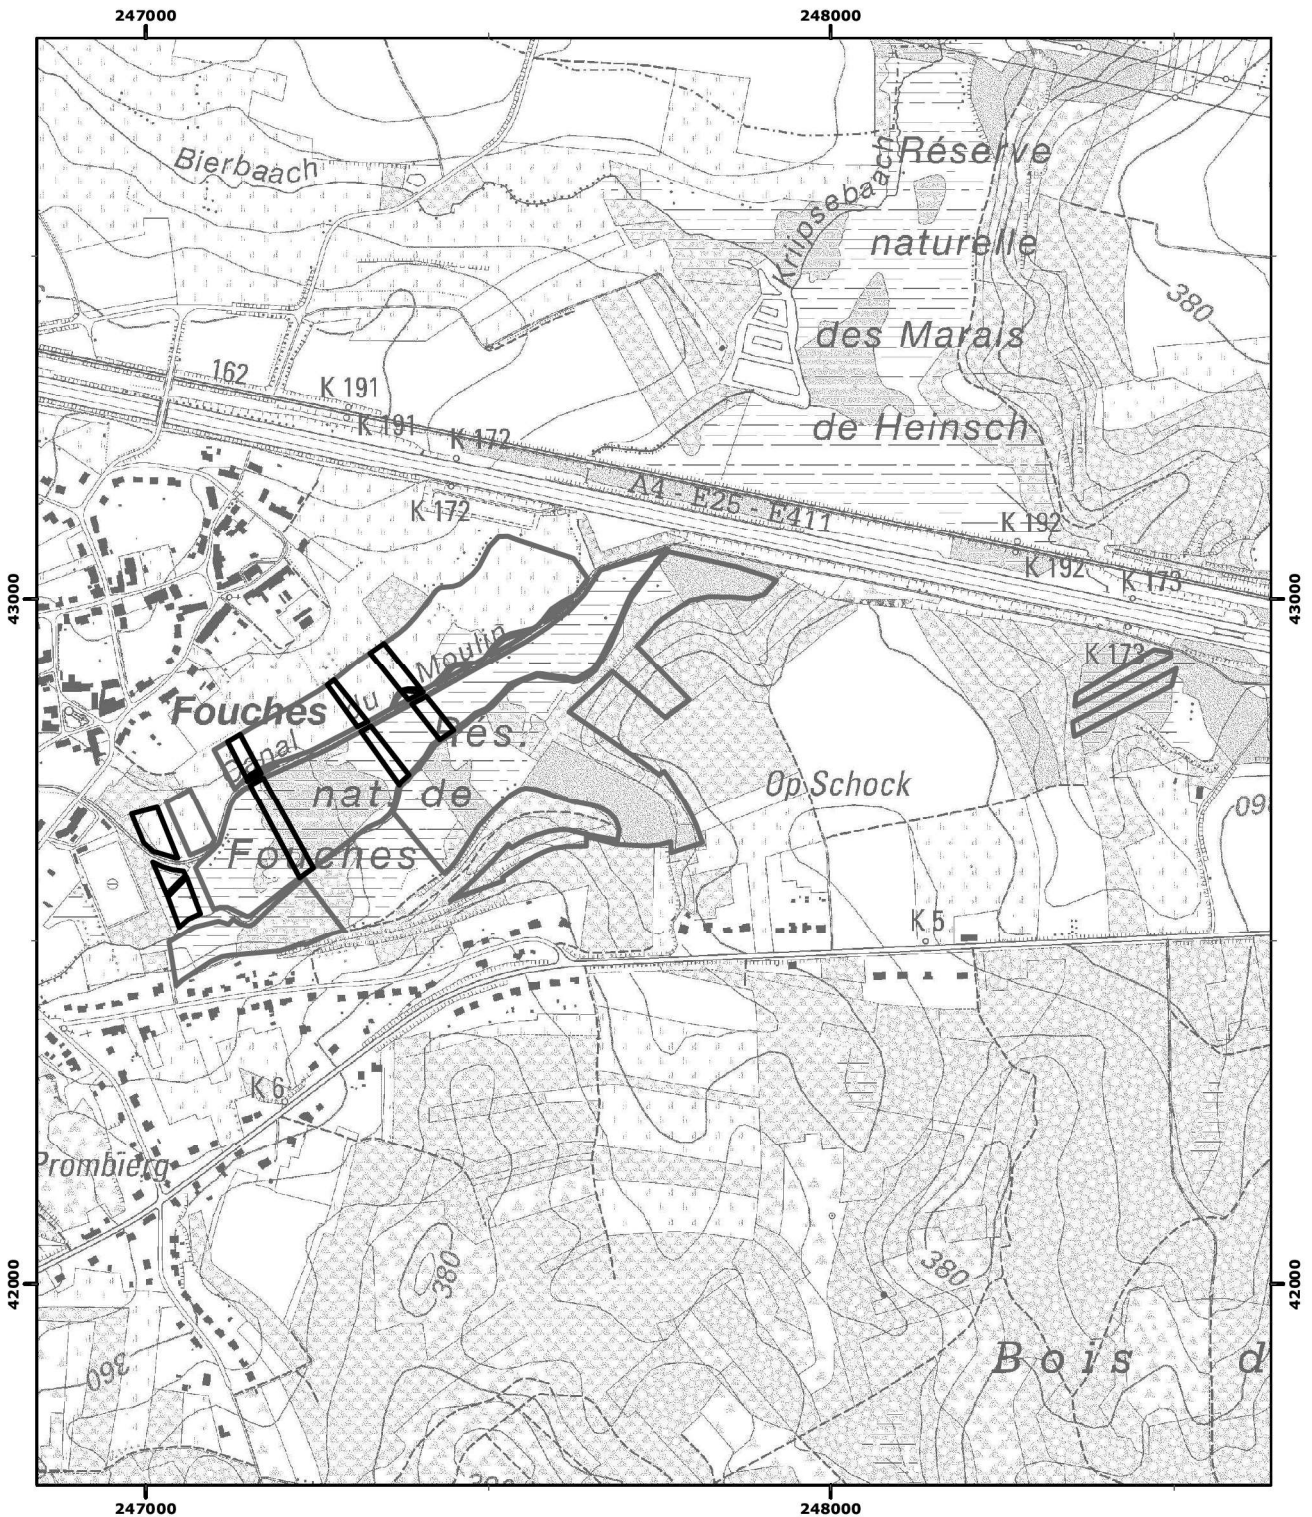 247000
248000
Bierbaach
Kriipsebaach
Réserve
naturelle
des Marais
de Heinsch
380
162
K 191
K 191
K 172
K 172
A4 - E25 - E411
K 192
K 192
K 173
43000
43000
K 173
Canal du Moulin
Fouches
Rés.
nat. de
Fouches
Op Schock
K 5
K 6
Prombierg
380
380
42000
42000
360
Bois d
247000
248000